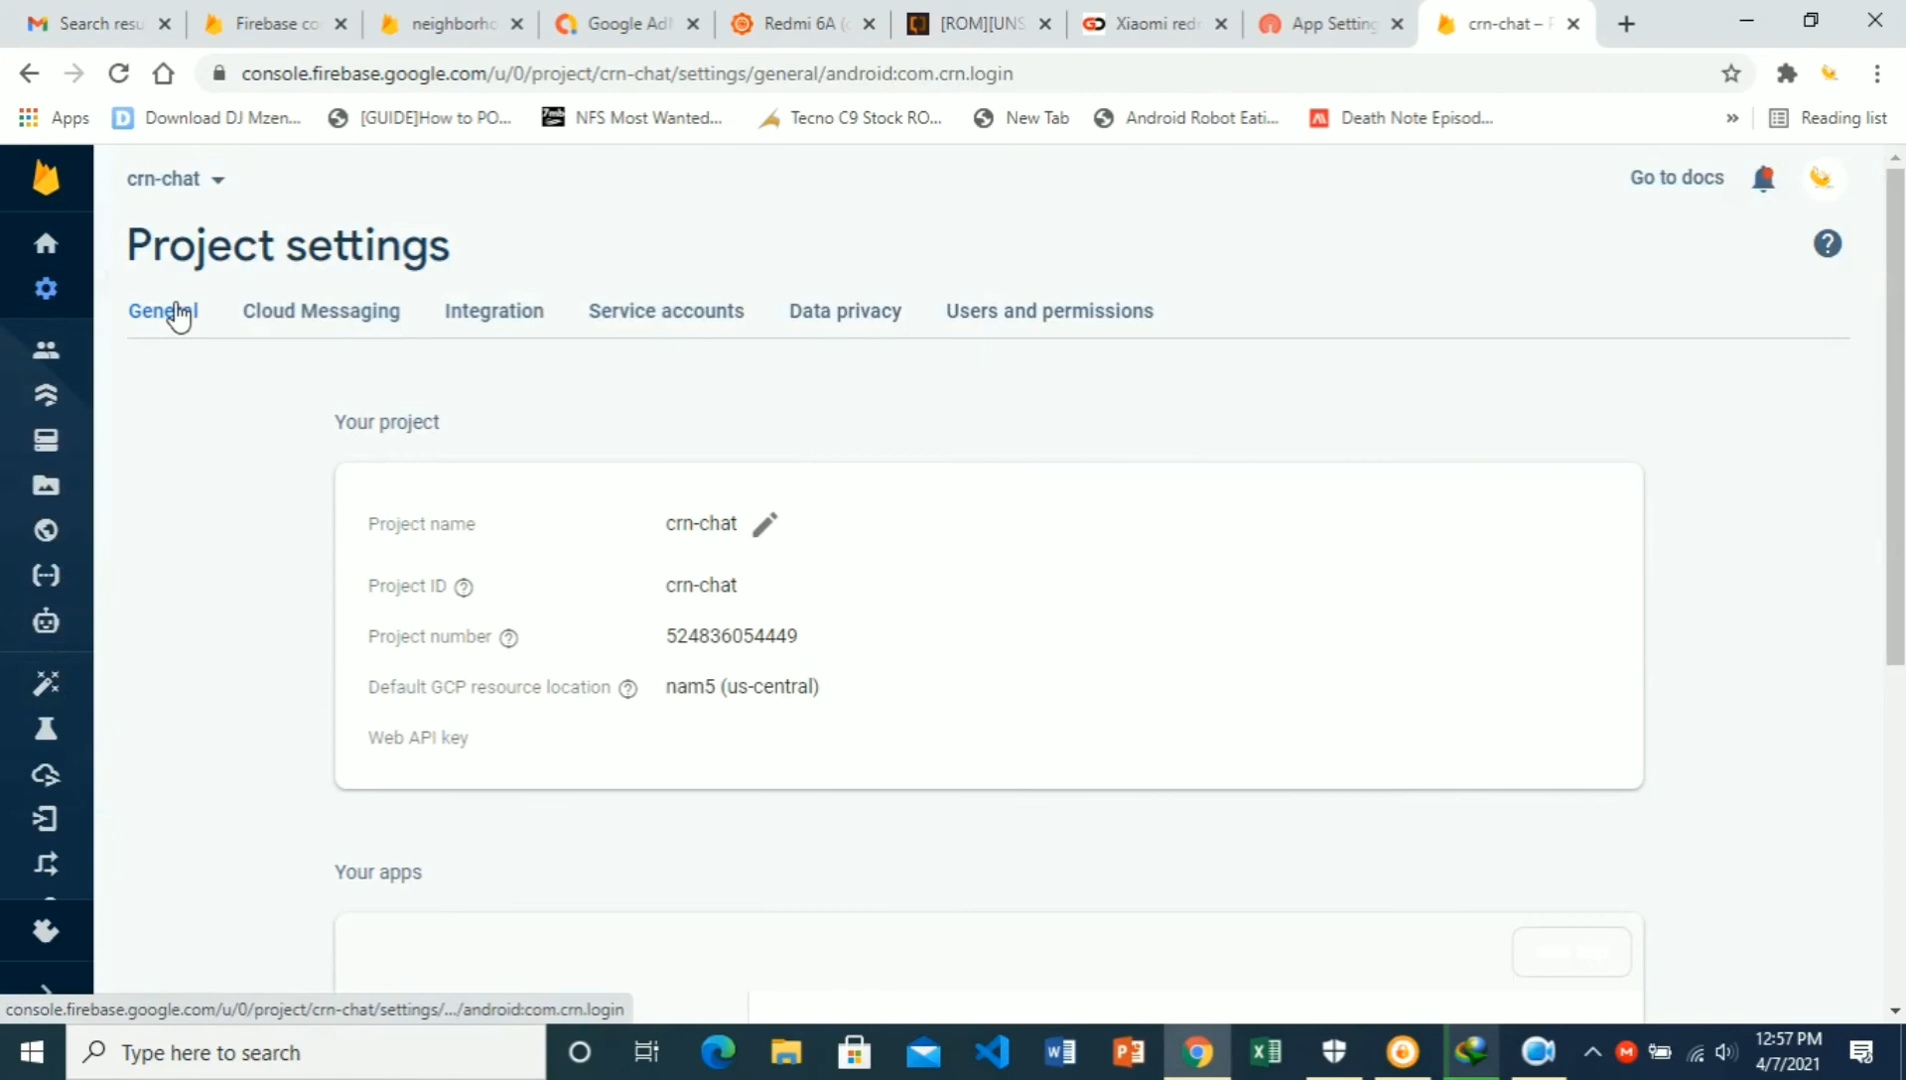 Search resu
Firebase co
neighborho
Google Ad
Redmi 6A (
[ROM][UNS
Xiaomi red
App Setting
crn-chat –
console.firebase.google.com/u/0/project/crn-chat/settings/general/android:com.crn.login
Apps
Download DJ Mzen...
[GUIDE]How to PO...
NFS Most Wanted...
Tecno C9 Stock RO...
New Tab
Android Robot Eati...
Death Note Episod...
»
Reading list
crn-chat
Go to docs
Project settings
General
Cloud Messaging
Integration
Service accounts
Data privacy
Users and permissions
Your project
Project name
crn-chat
Project ID
crn-chat
Project number
524836054449
Default GCP resource location
nam5 (us-central)
Web API key
Your apps
console.firebase.google.com/u/0/project/crn-chat/settings/.../android:com.crn.login
Type here to search
12:57 PM
4/7/2021